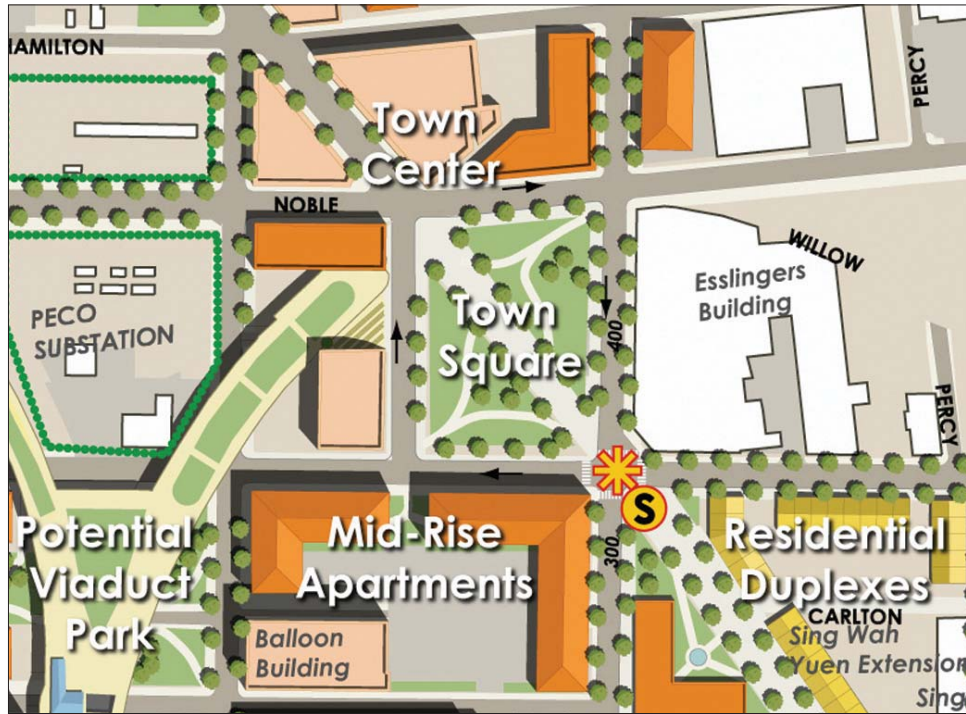 HAMILTON
PERCY
Town
Center
NOBLE
WILLOW
Esslingers
Building
PECO
SUBSTATION
Town
Square
400
PERCY
S
300
Potential
Viaduct
Park
Mid-Rise
Apartments
Residential
Duplexes
CARLTON
Balloon
Building
Sing Wah
Yuen Extension
Sing